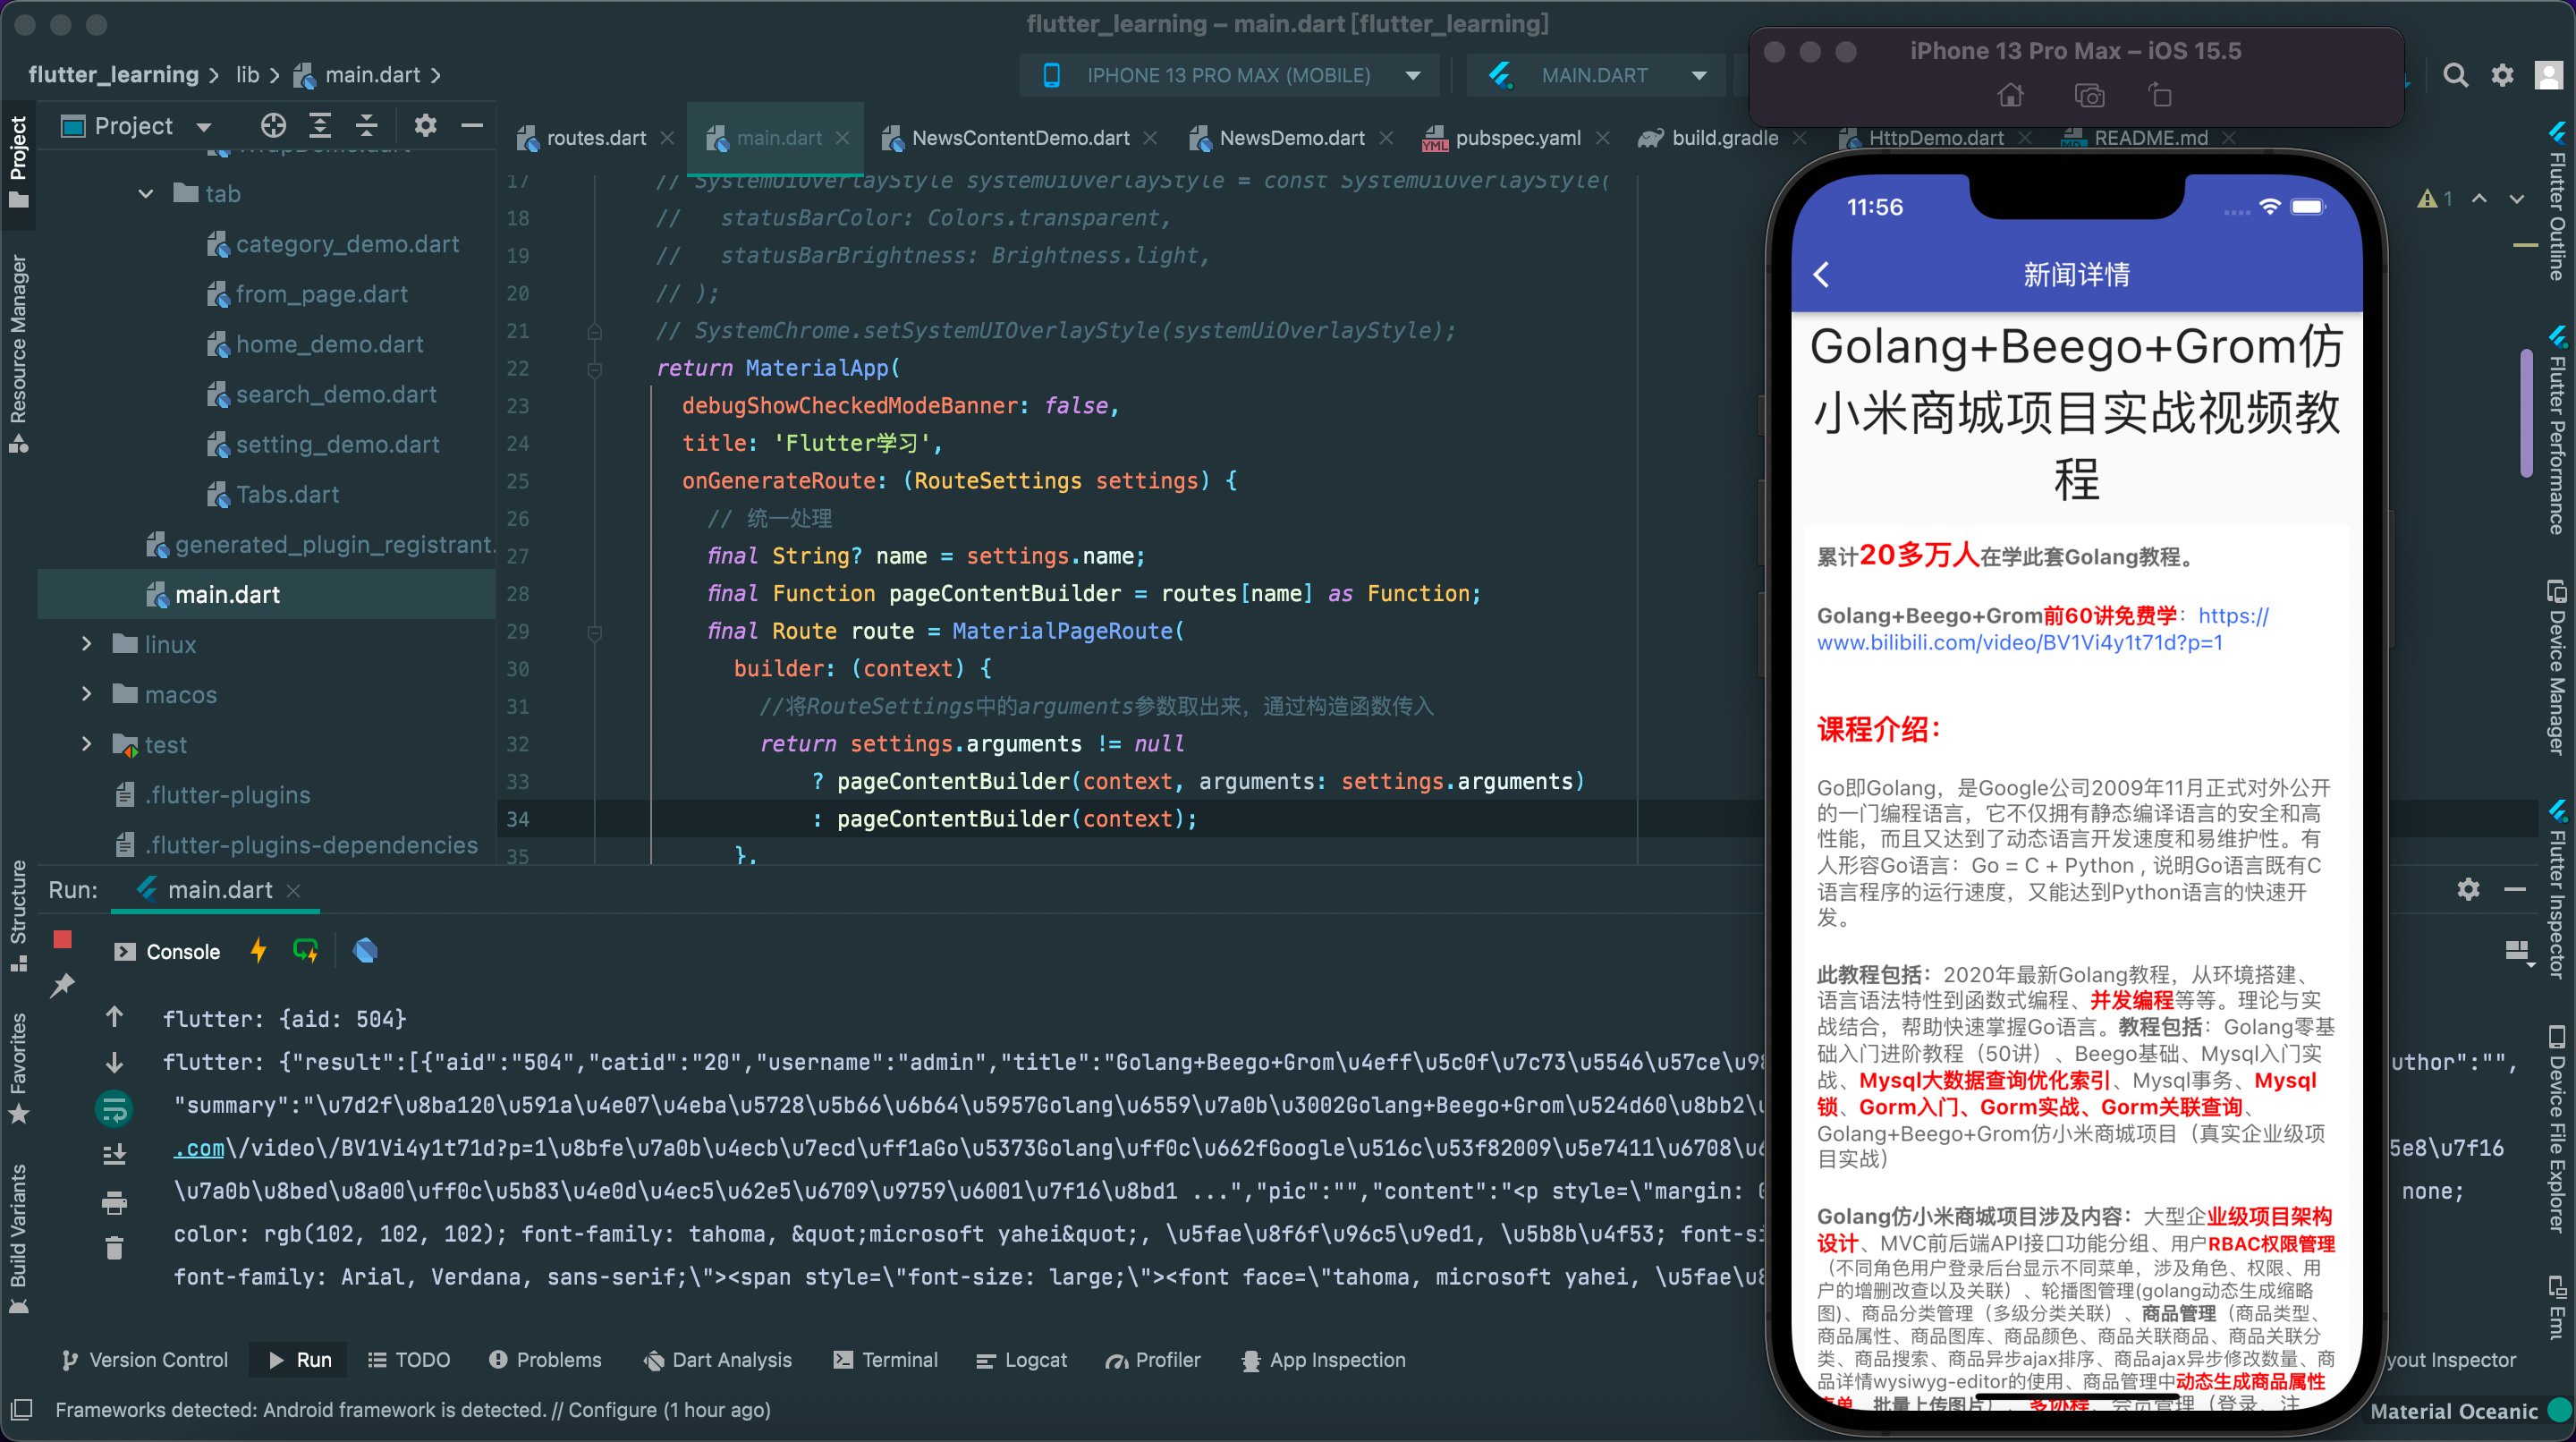 flutter_learning – main.dart [flutter_learning]
flutter_learning
lib
main.dart
IPHONE 13 PRO MAX (MOBILE)
MAIN.DART
Project
routes.dart
main.dart
NewsContentDemo.dart
NewsDemo.dart
pubspec.yaml
build.gradle
HttpDemo.dart
README.md
Project
Resource Manager
Structure
Favorites
Build Variants
tab
category_demo.dart
from_page.dart
home_demo.dart
search_demo.dart
setting_demo.dart
Tabs.dart
generated_plugin_registrant.
main.dart
linux
macos
test
.flutter-plugins
.flutter-plugins-dependencies
17 // SystemUiOverlayStyle systemUiOverlayStyle = const SystemUiOverlayStyle(
18 //   statusBarColor: Colors.transparent,
19 //   statusBarBrightness: Brightness.light,
20 // );
21 // SystemChrome.setSystemUIOverlayStyle(systemUiOverlayStyle);
22 return MaterialApp(
23 debugShowCheckedModeBanner: false,
24 title: 'Flutter学习',
25 onGenerateRoute: (RouteSettings settings) {
26 // 统一处理
27 final String? name = settings.name;
28 final Function pageContentBuilder = routes[name] as Function;
29 final Route route = MaterialPageRoute(
30 builder: (context) {
31 //将RouteSettings中的arguments参数取出来，通过构造函数传入
32 return settings.arguments != null
33 ? pageContentBuilder(context, arguments: settings.arguments)
34 : pageContentBuilder(context);
35 },
1
Flutter Outline
Flutter Performance
Device Manager
Flutter Inspector
Device File Explorer
Run:
main.dart
Console
flutter: {aid: 504}
flutter: {"result":[{"aid":"504","catid":"20","username":"admin","title":"Golang+Beego+Grom\u4eff\u5c0f\u7c73\u5546\u57ce\u98
uthor":"",
"summary":"\u7d2f\u8ba120\u591a\u4e07\u4eba\u5728\u5b66\u6b64\u5957Golang\u6559\u7a0b\u3002Golang+Beego+Grom\u524d60\u8bb2\u
.com\/video\/BV1Vi4y1t71d?p=1\u8bfe\u7a0b\u4ecb\u7ecd\uff1aGo\u5373Golang\uff0c\u662fGoogle\u516c\u53f82009\u5e7411\u6708\u6
5e8\u7f16
\u7a0b\u8bed\u8a00\uff0c\u5b83\u4e0d\u4ec5\u62e5\u6709\u9759\u6001\u7f16\u8bd1 ...","pic":"","content":"<p style=\"margin: 0
none;
color: rgb(102, 102, 102); font-family: tahoma, &quot;microsoft yahei&quot;, \u5fae\u8f6f\u96c5\u9ed1, \u5b8b\u4f53; font-si
font-family: Arial, Verdana, sans-serif;\"><span style=\"font-size: large;\"><font face=\"tahoma, microsoft yahei, \u5fae\u8
Version Control
Run
TODO
Problems
Dart Analysis
Terminal
Logcat
Profiler
App Inspection
yout Inspector
Frameworks detected: Android framework is detected. // Configure (1 hour ago)
Material Oceanic
iPhone 13 Pro Max – iOS 15.5
11:56
新闻详情
Golang+Beego+Grom仿
小米商城项目实战视频教
程
累计20多万人在学此套Golang教程。
Golang+Beego+Grom前60讲免费学：https://
www.bilibili.com/video/BV1Vi4y1t71d?p=1
课程介绍：
Go即Golang，是Google公司2009年11月正式对外公开
的一门编程语言，它不仅拥有静态编译语言的安全和高
性能，而且又达到了动态语言开发速度和易维护性。有
人形容Go语言：Go = C + Python , 说明Go语言既有C
语言程序的运行速度，又能达到Python语言的快速开
发。
此教程包括：2020年最新Golang教程，从环境搭建、
语言语法特性到函数式编程、并发编程等等。理论与实
战结合，帮助快速掌握Go语言。教程包括：Golang零基
础入门进阶教程（50讲）、Beego基础、Mysql入门实
战、Mysql大数据查询优化索引、Mysql事务、Mysql
锁、Gorm入门、Gorm实战、Gorm关联查询、
Golang+Beego+Grom仿小米商城项目（真实企业级项
目实战）
Golang仿小米商城项目涉及内容：大型企业级项目架构
设计、MVC前后端API接口功能分组、用户RBAC权限管理
（不同角色用户登录后台显示不同菜单，涉及角色、权限、用
户的增删改查以及关联）、轮播图管理(golang动态生成缩略
图)、商品分类管理（多级分类关联）、商品管理（商品类型、
商品属性、商品图库、商品颜色、商品关联商品、商品关联分
类、商品搜索、商品异步ajax排序、商品ajax异步修改数量、商
品详情wysiwyg-editor的使用、商品管理中动态生成商品属性
表单、批量上传图片）、多协程、会员管理（登录、注